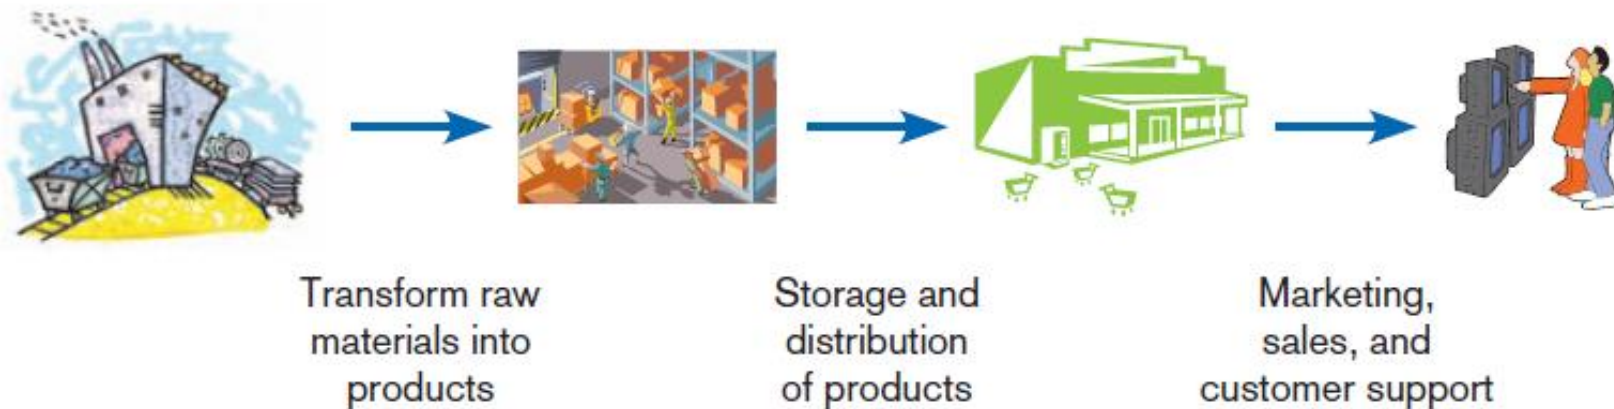 Transform raw
materials into
products
Storage and
distribution
of products
Marketing,
sales, and
customer support